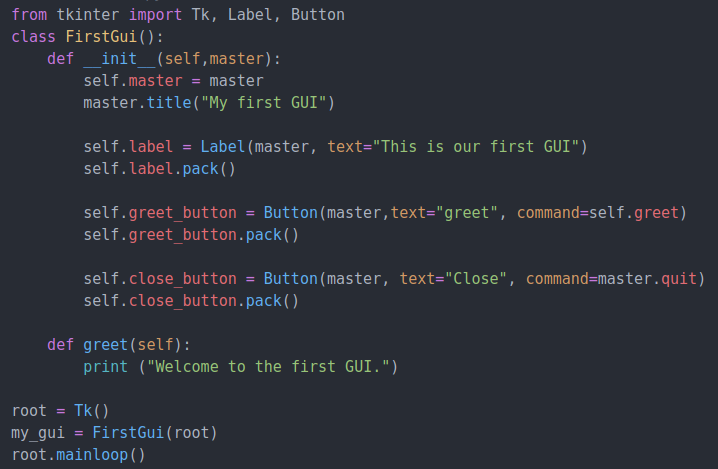 from tkinter import Tk, Label, Button
class FirstGui():
    def __init__(self,master):
        self.master = master
        master.title("My first GUI")

        self.label = Label(master, text="This is our first GUI")
        self.label.pack()

        self.greet_button = Button(master,text="greet", command=self.greet)
        self.greet_button.pack()

        self.close_button = Button(master, text="Close", command=master.quit)
        self.close_button.pack()

    def greet(self):
        print ("Welcome to the first GUI.")

root = Tk()
my_gui = FirstGui(root)
root.mainloop()